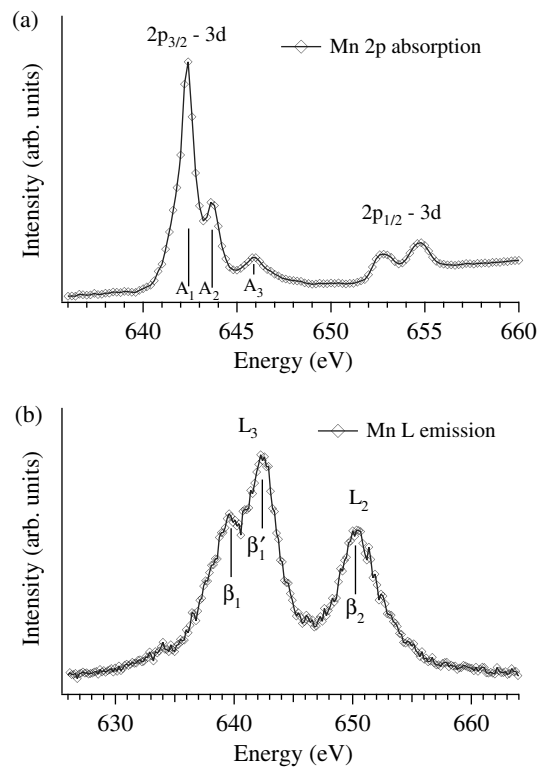 (a)
2p3/2 - 3d
Mn 2p absorption
Intensity (arb. units)
2p1/2 - 3d
A1 A2 A3
640 645 650 655 660
Energy (eV)
(b)
L3
Mn L emission
Intensity (arb. units)
L2
β1′
β1
β2
630 640 650 660
Energy (eV)